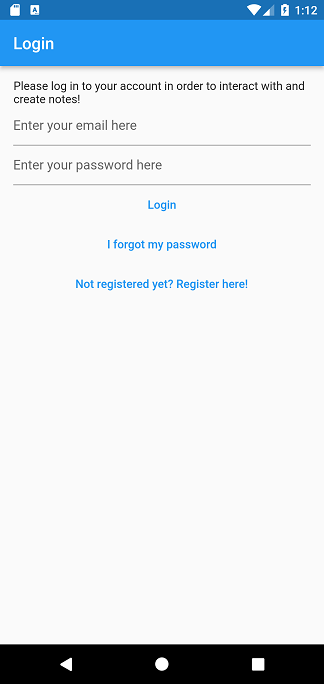 1:12
Login
Please log in to your account in order to interact with and
create notes!
Enter your email here
Enter your password here
Login
I forgot my password
Not registered yet? Register here!